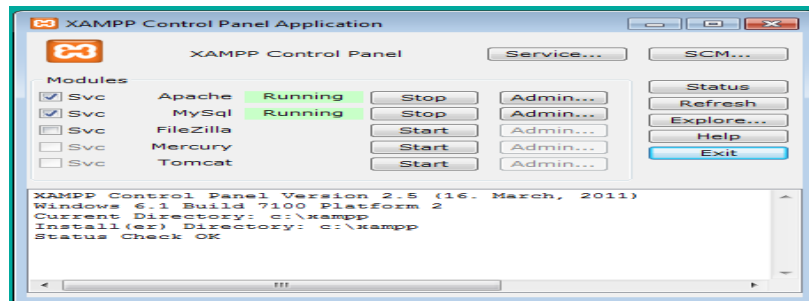 XAMPP Control Panel Application
XAMPP Control Panel Service... SCM...
Modules
Svc Apache Running Stop Admin... Status
Svc MySql Running Stop Admin... Refresh
Svc FileZilla Start Admin... Explore...
Svc Mercury Start Admin... Help
Svc Tomcat Start Admin... Exit
XAMPP Control Panel Version 2.5 (16. March, 2011)
Windows 6.1 Build 7100 Platform 2
Current Directory: c:\xampp
Install(er) Directory: c:\xampp
Status Check OK